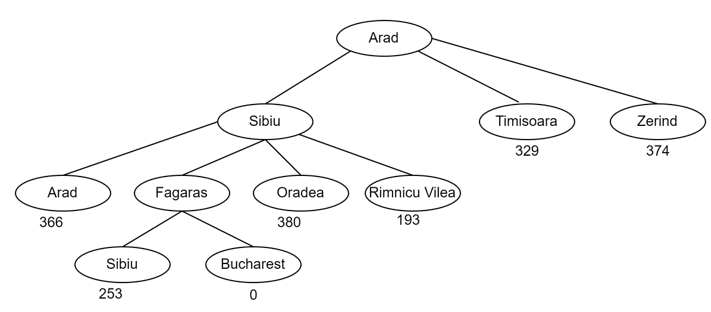 Arad
Sibiu
Timisoara
Zerind
329
374
Arad
Fagaras
Oradea
Rimnicu Vilea
366
380
193
Sibiu
Bucharest
253
0